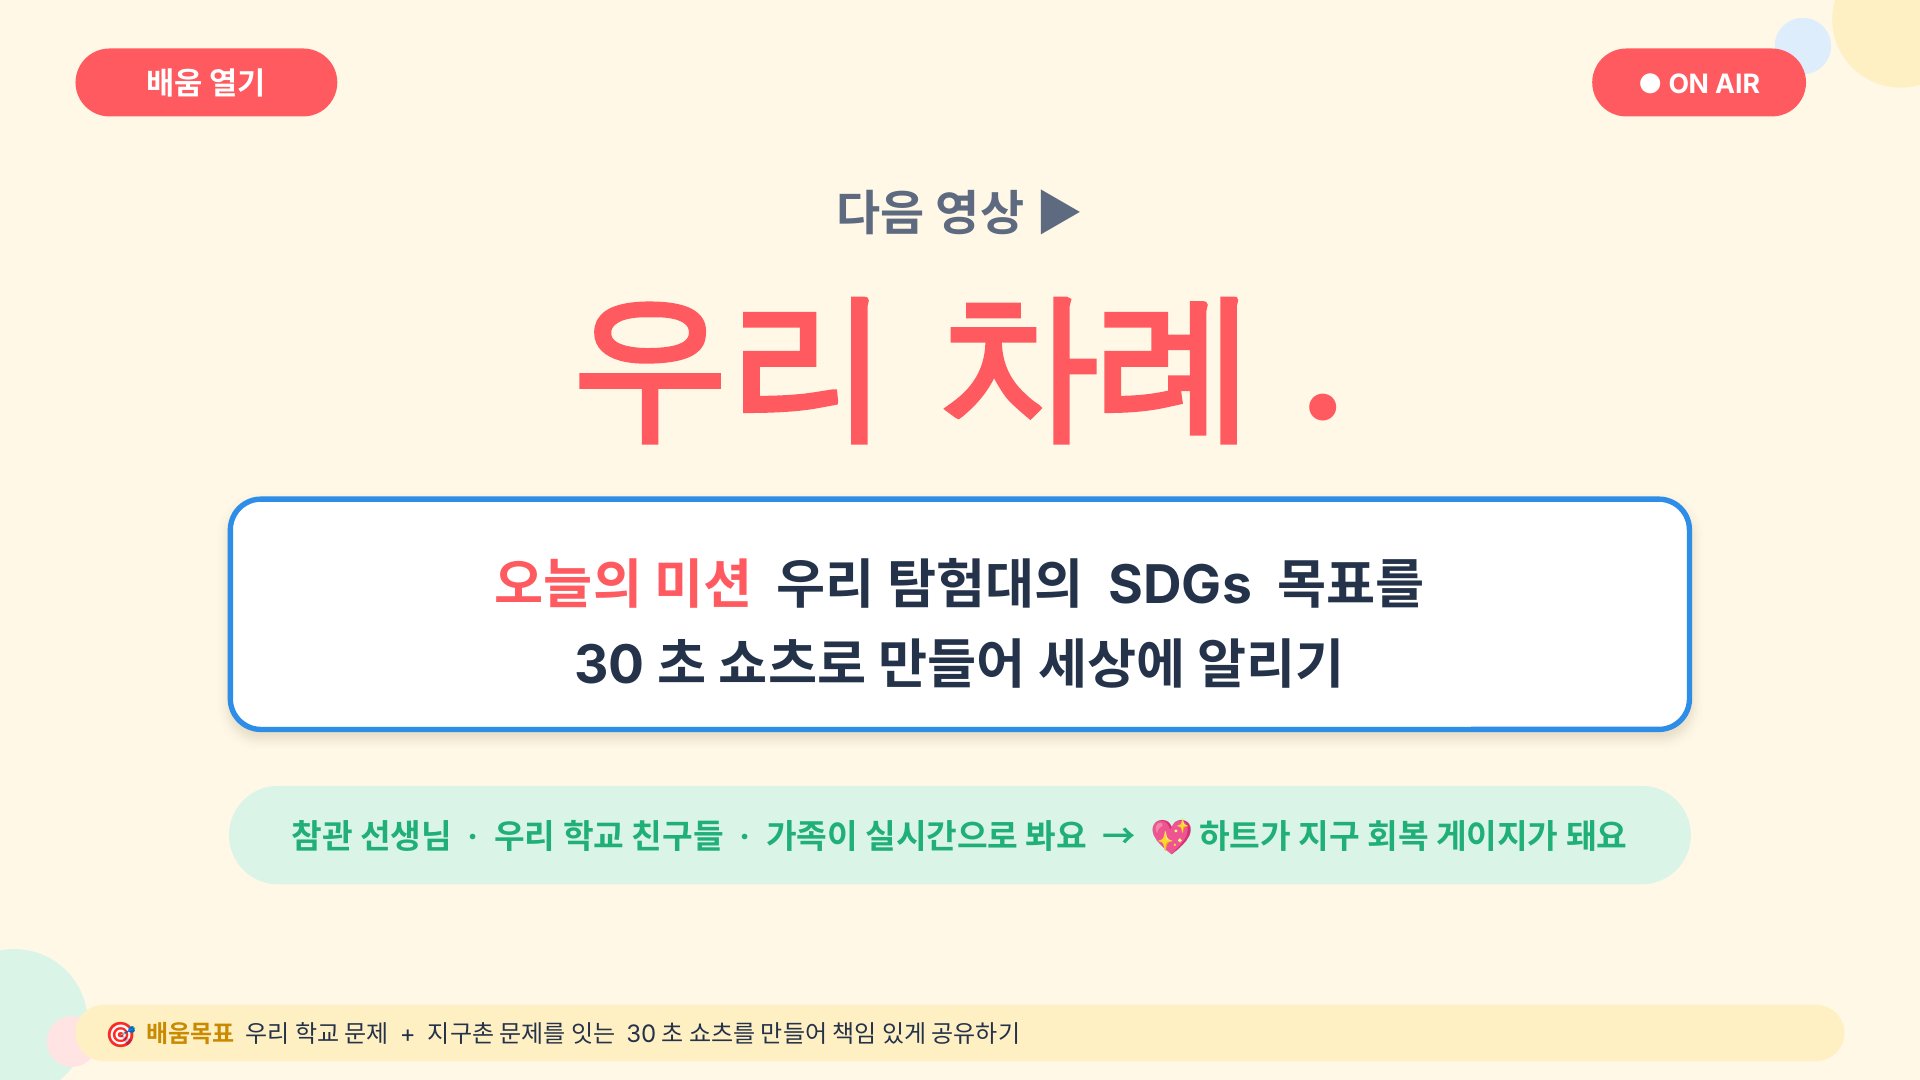 배움 열기
● ON AIR
다음 영상 ▶
우리 차례 .
오늘의 미션 우리 탐험대의 SDGs 목표를
30 초 쇼츠로 만들어 세상에 알리기
참관 선생님 · 우리 학교 친구들 · 가족이 실시간으로 봐요 → 💖 하트가 지구 회복 게이지가 돼요
🎯 배움목표 우리 학교 문제 + 지구촌 문제를 잇는 30 초 쇼츠를 만들어 책임 있게 공유하기